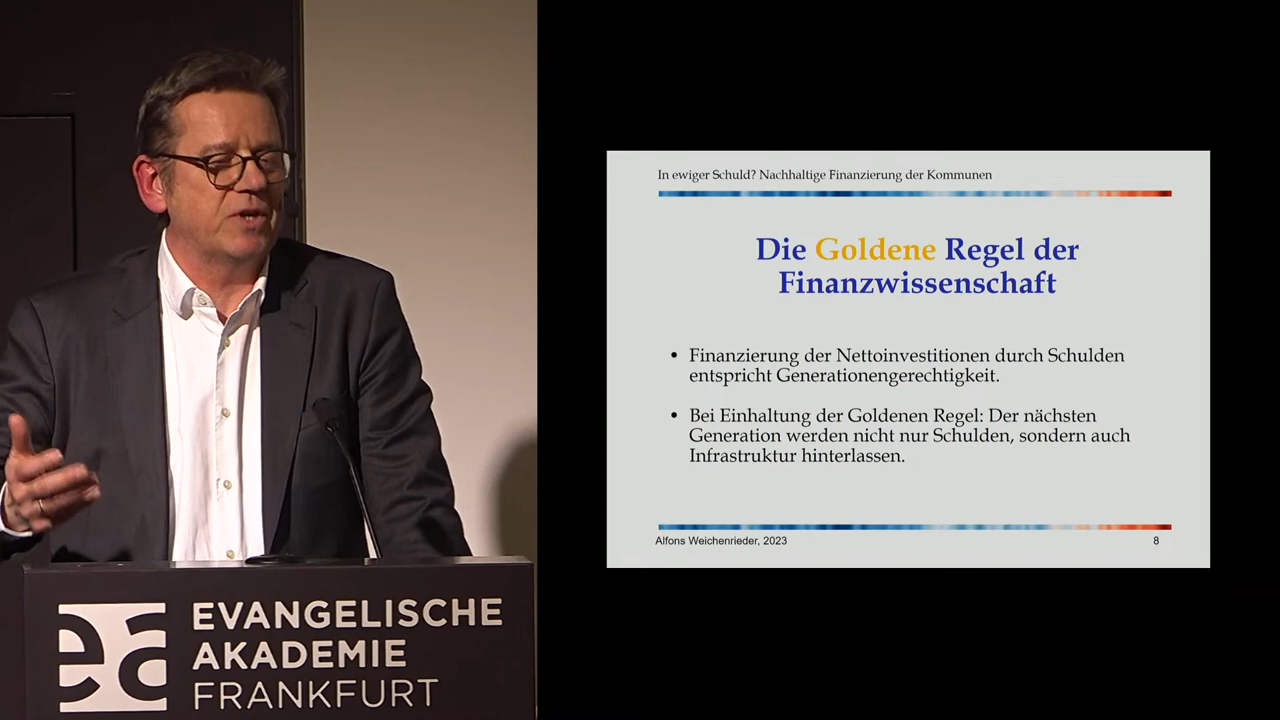 ea
EVANGELISCHE
AKADEMIE
FRANKFURT
In ewiger Schuld? Nachhaltige Finanzierung der Kommunen
Die Goldene Regel der
Finanzwissenschaft
• Finanzierung der Nettoinvestitionen durch Schulden
entspricht Generationengerechtigkeit.
• Bei Einhaltung der Goldenen Regel: Der nächsten
Generation werden nicht nur Schulden, sondern auch
Infrastruktur hinterlassen.
Alfons Weichenrieder, 2023
8